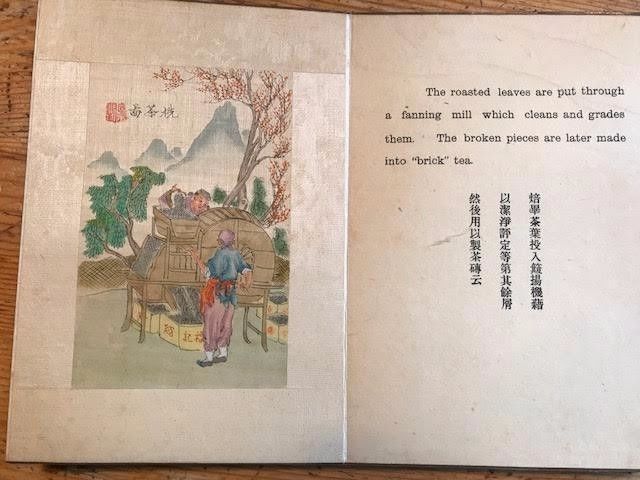 茶啚
The roasted leaves are put through
a fanning mill which cleans and grades
them. The broken pieces are later made
into "brick" tea.
焙畢茶葉投入簸揚機藉
以潔淨評定等第其餘屑
然後用以製茶磚云